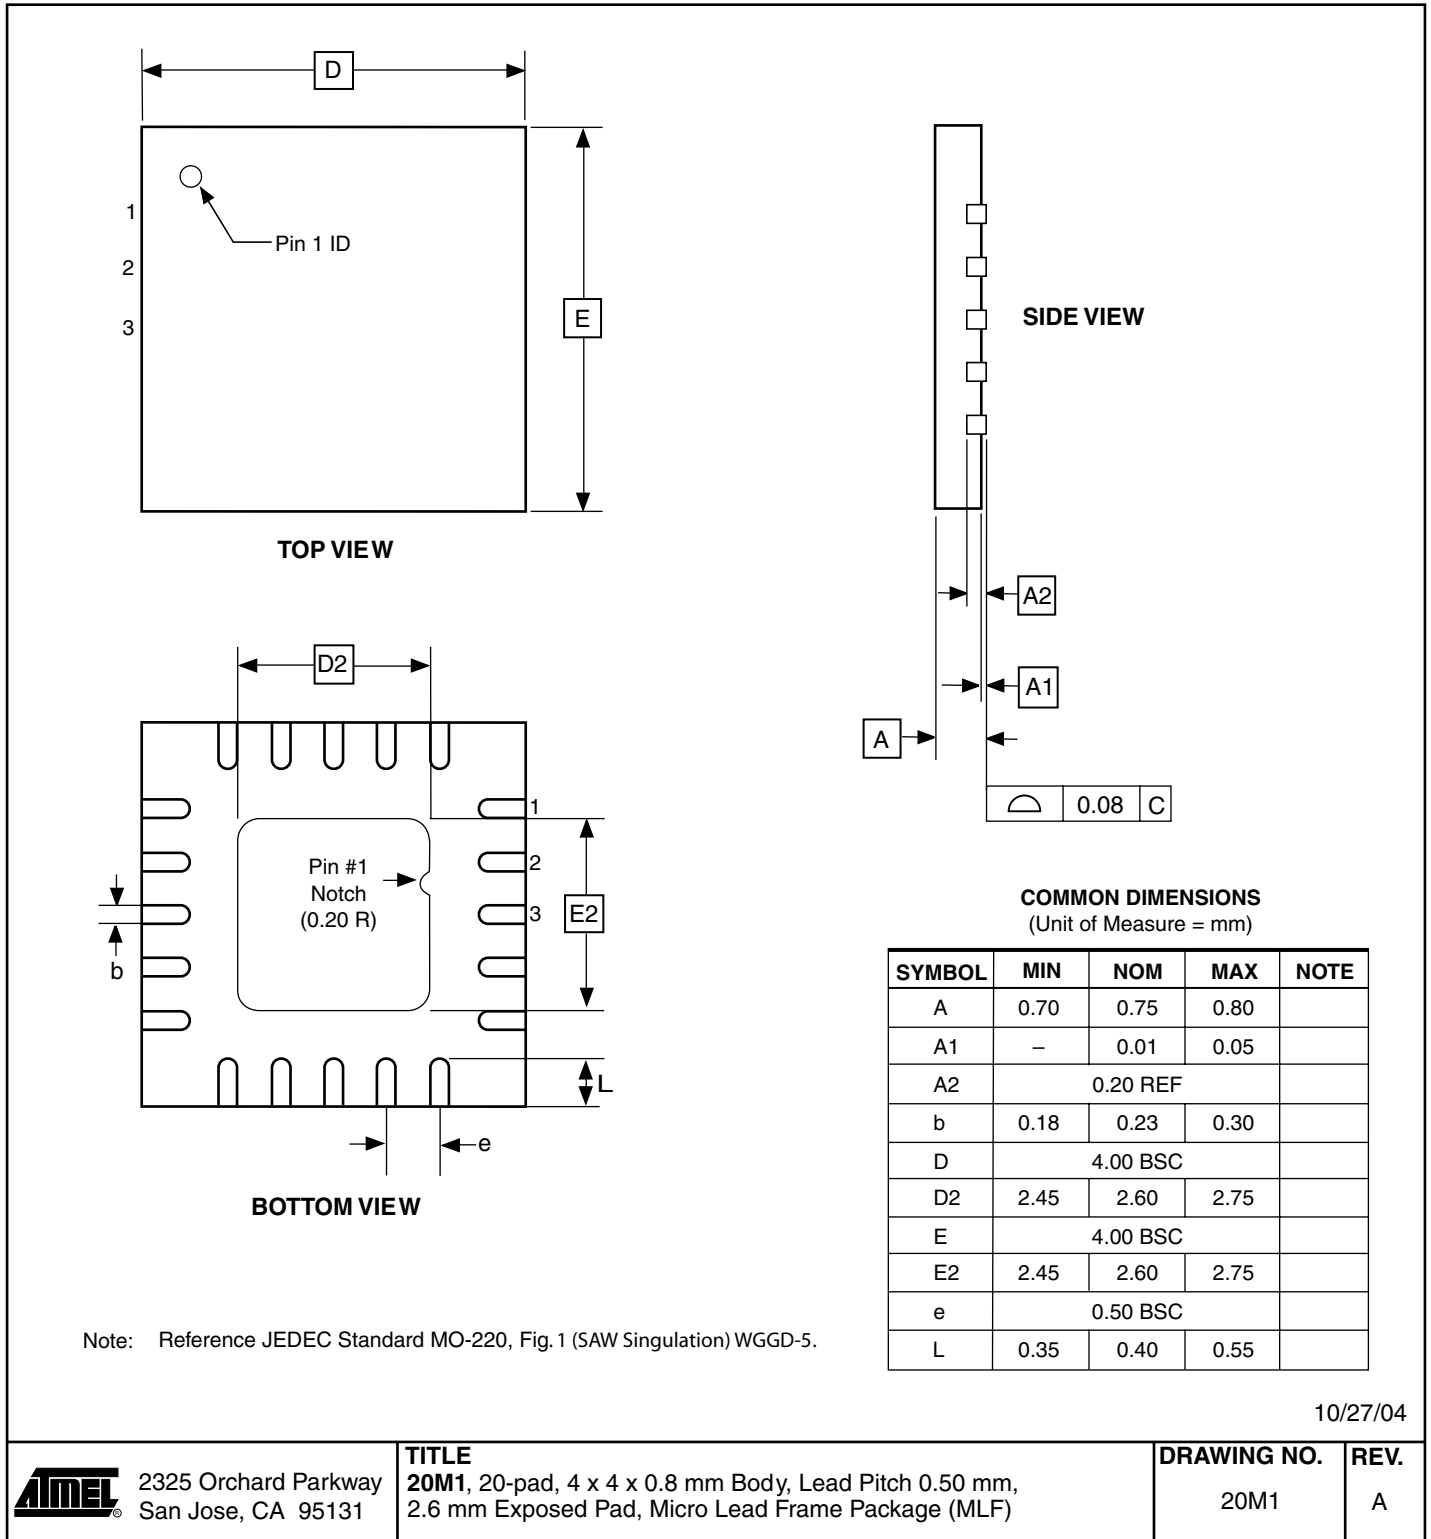 D
1
2
3
Pin 1 ID
E
TOP VIEW
SIDE VIEW
A2
A1
A
0.08 C
D2
1
2
3
Pin #1
Notch
(0.20 R)
E2
b
L
e
BOTTOM VIEW
COMMON DIMENSIONS
(Unit of Measure = mm)
SYMBOL MIN NOM MAX NOTE
A 0.70 0.75 0.80
A1 – 0.01 0.05
A2 0.20 REF
b 0.18 0.23 0.30
D 4.00 BSC
D2 2.45 2.60 2.75
E 4.00 BSC
E2 2.45 2.60 2.75
e 0.50 BSC
L 0.35 0.40 0.55
Note: Reference JEDEC Standard MO-220, Fig. 1 (SAW Singulation) WGGD-5.
10/27/04
ATMEL ®
2325 Orchard Parkway
San Jose, CA 95131
TITLE
20M1, 20-pad, 4 x 4 x 0.8 mm Body, Lead Pitch 0.50 mm,
2.6 mm Exposed Pad, Micro Lead Frame Package (MLF)
DRAWING NO.
20M1
REV.
A